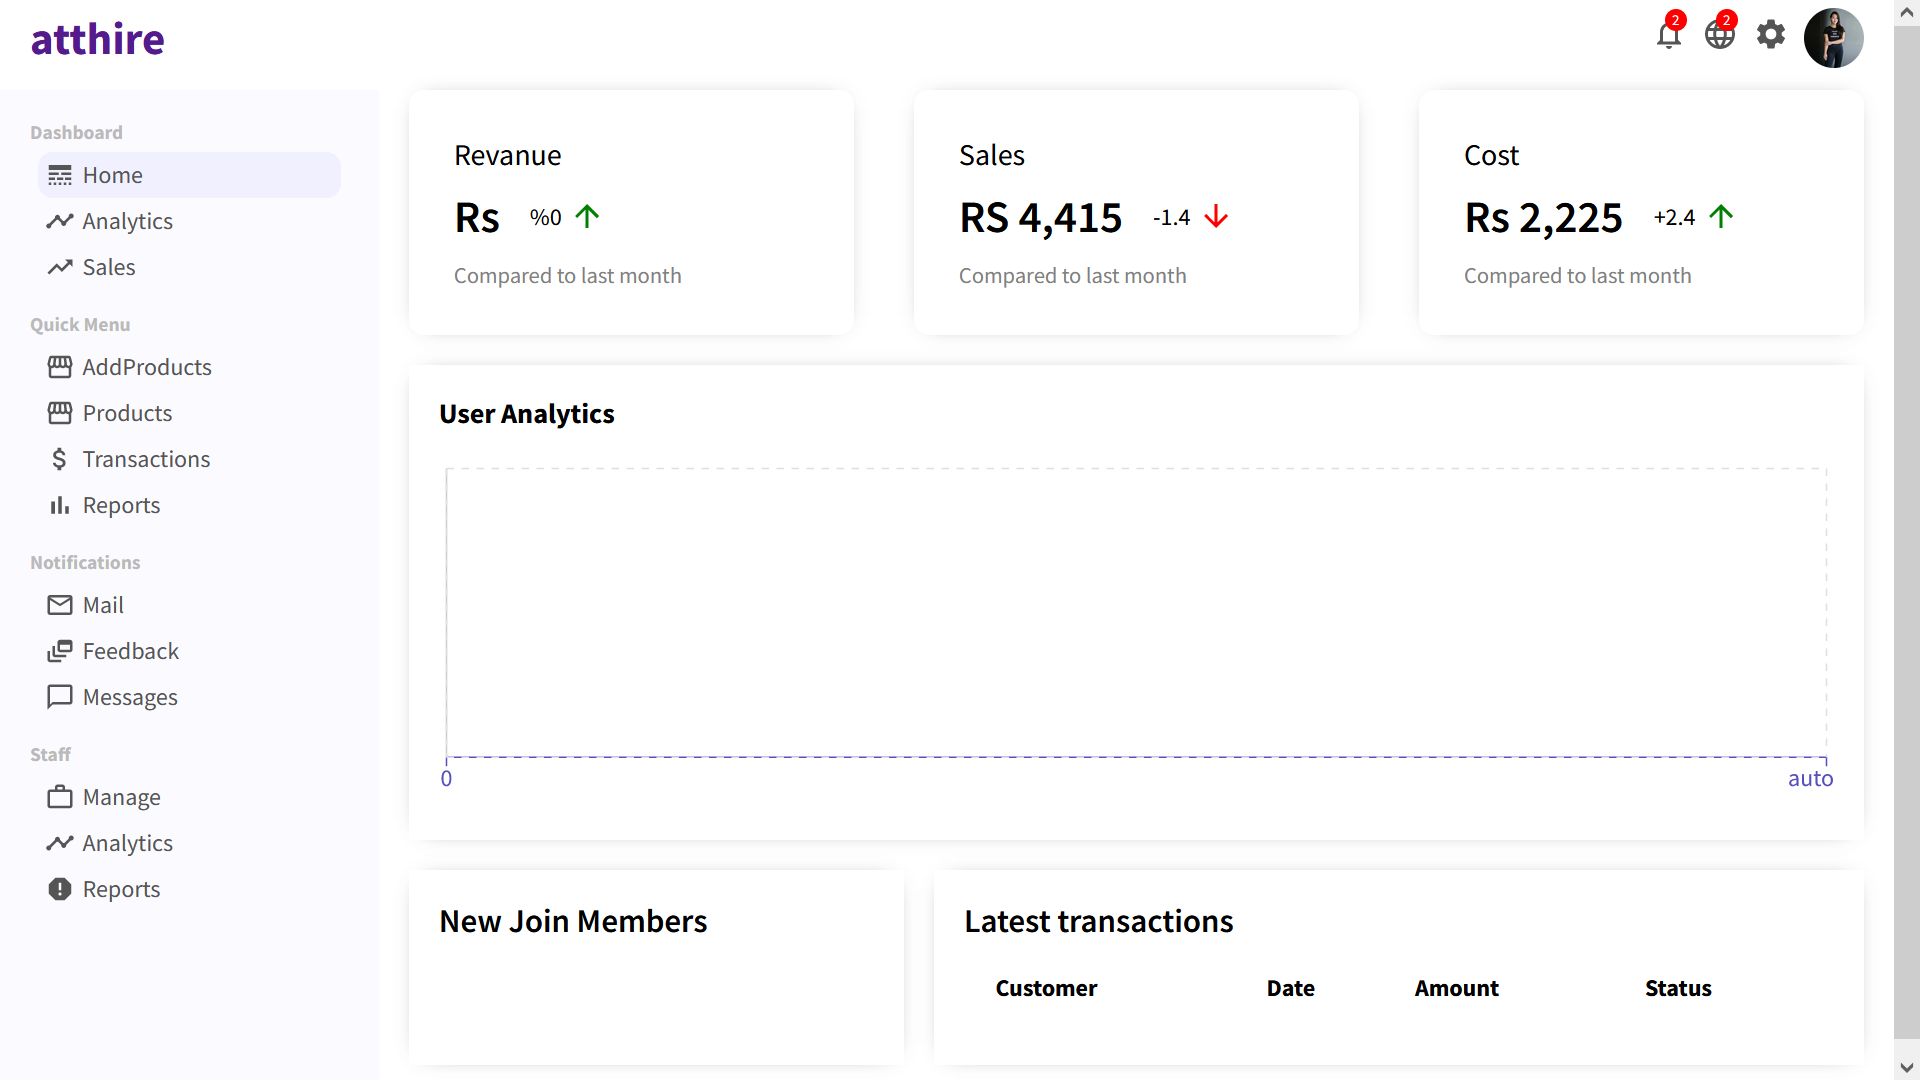 atthire
2
2
Dashboard
Home
Analytics
Sales
Quick Menu
AddProducts
Products
Transactions
Reports
Notifications
Mail
Feedback
Messages
Staff
Manage
Analytics
Reports
Revanue
Rs %0
Compared to last month
Sales
RS 4,415 -1.4
Compared to last month
Cost
Rs 2,225 +2.4
Compared to last month
User Analytics
0 auto
New Join Members
Latest transactions
Customer Date Amount Status